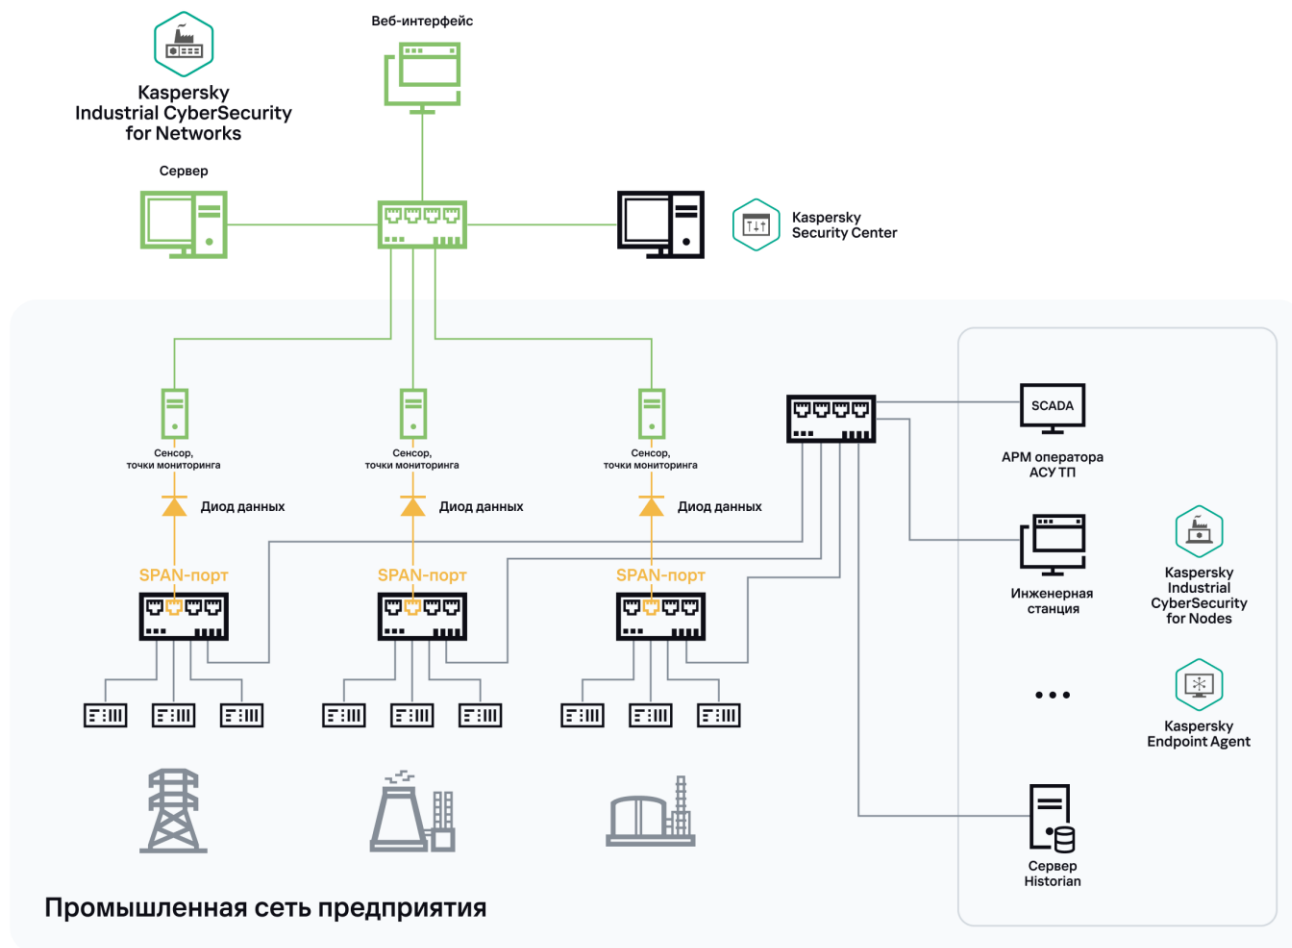 Веб-интерфейс
Kaspersky
Industrial CyberSecurity
for Networks
Сервер
Kaspersky
Security Center
SCADA
АРМ оператора
АСУ ТП
Сенсор,
точки мониторинга
Сенсор,
точки мониторинга
Сенсор,
точки мониторинга
Диод данных
Диод данных
Диод данных
SPAN-порт
SPAN-порт
SPAN-порт
Инженерная
станция
Kaspersky
Industrial
CyberSecurity
for Nodes
Kaspersky
Endpoint Agent
Сервер
Historian
Промышленная сеть предприятия